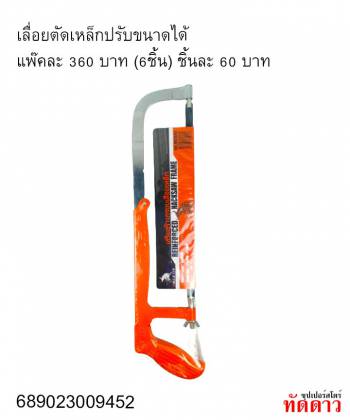 เลื่อยตัดเหล็กปรับขนาดได้
แพ๊คละ 360 บาท (6ชิ้น) ชิ้นละ 60 บาท
REINFORCED HACKSAW FRAME
689023009452
ซุปเปอร์สโตร์
ทัดดาว